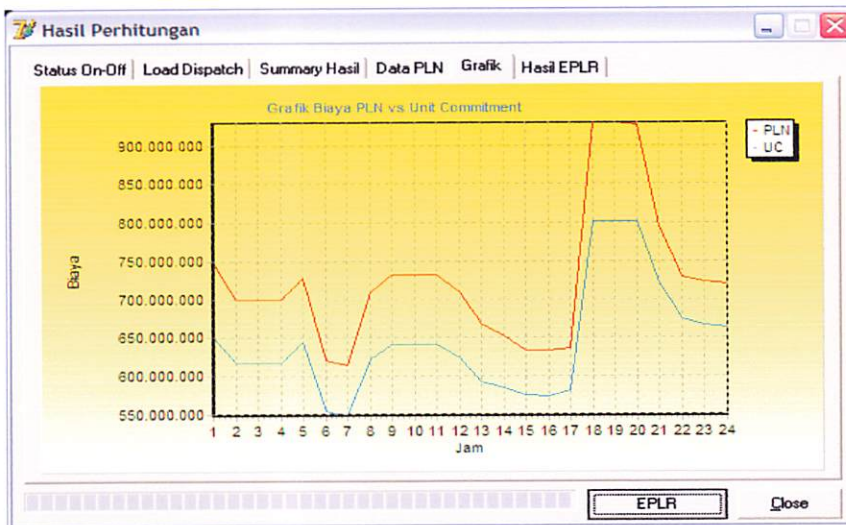 Hasil Perhitungan
Status On-Off Load Dispatch Summary Hasil Data PLN Grafik Hasil EPLR
Grafik Biaya PLN vs Unit Commitment
PLN
UC
900.000.000
850.000.000
800.000.000
750.000.000
700.000.000
650.000.000
600.000.000
550.000.000
Biaya
1 2 3 4 5 6 7 8 9 10 11 12 13 14 15 16 17 18 19 20 21 22 23 24
Jam
EPLR Close